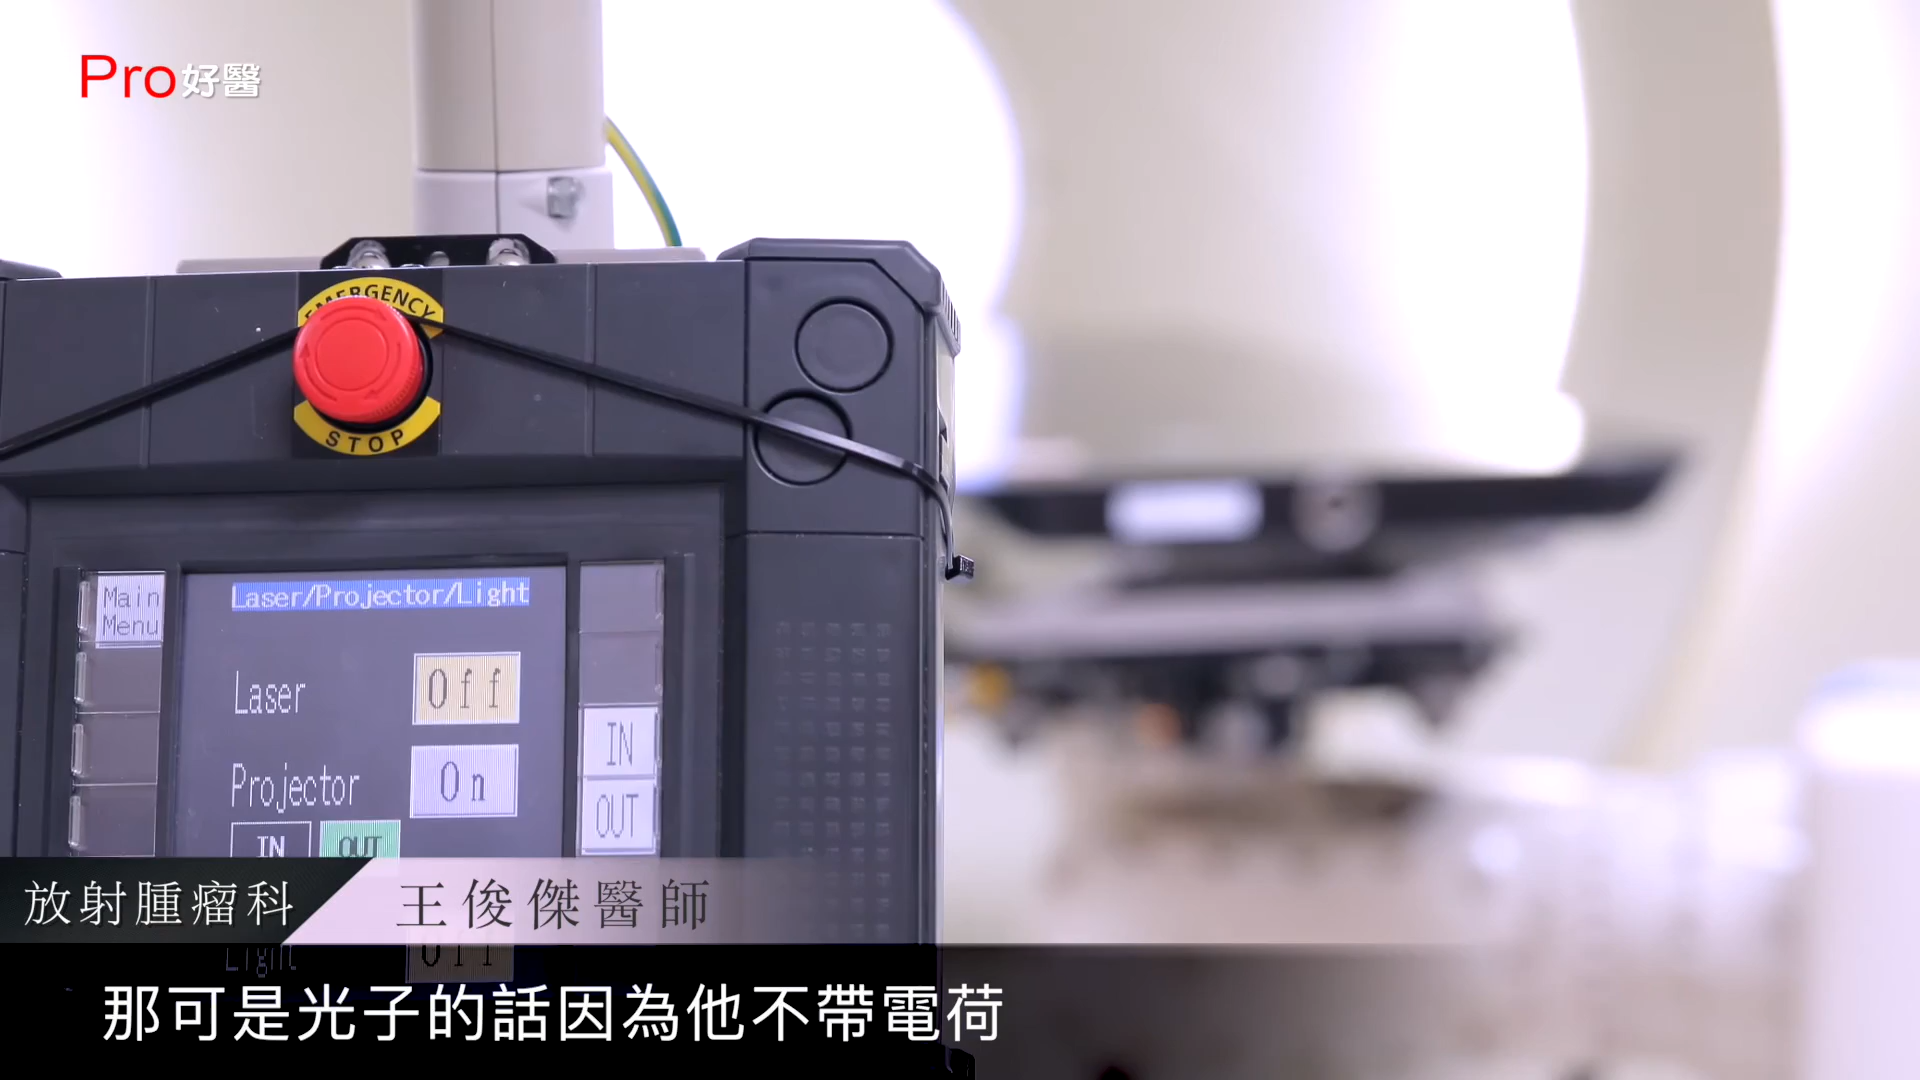 Pro好醫
EMERGENCY
STOP
Main
Menu
Laser/Projector/Light
Laser
Off
Projector
On
IN
OUT
IN
OUT
放射腫瘤科
王俊傑醫師
Light
Off
那可是光子的話因為他不帶電荷